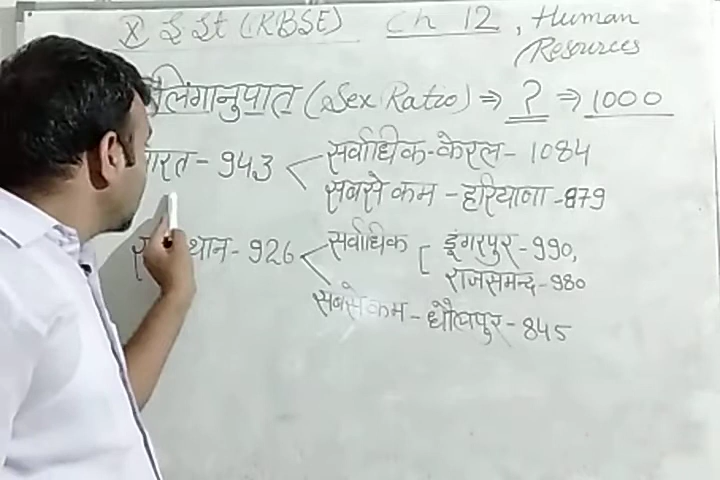 X (RBSE) Ch 12, Human Resources
लिंगानुपात (Sex Ratio) ⇒ ? ⇒ 1000
भारत - 943
सर्वाधिक - केरल - 1084
सबसे कम - हरियाणा - 879
थान - 926
सर्वाधिक [ डूंगरपुर - 990,
राजसमन्द - 980
सबसे कम - धौलपुर - 845